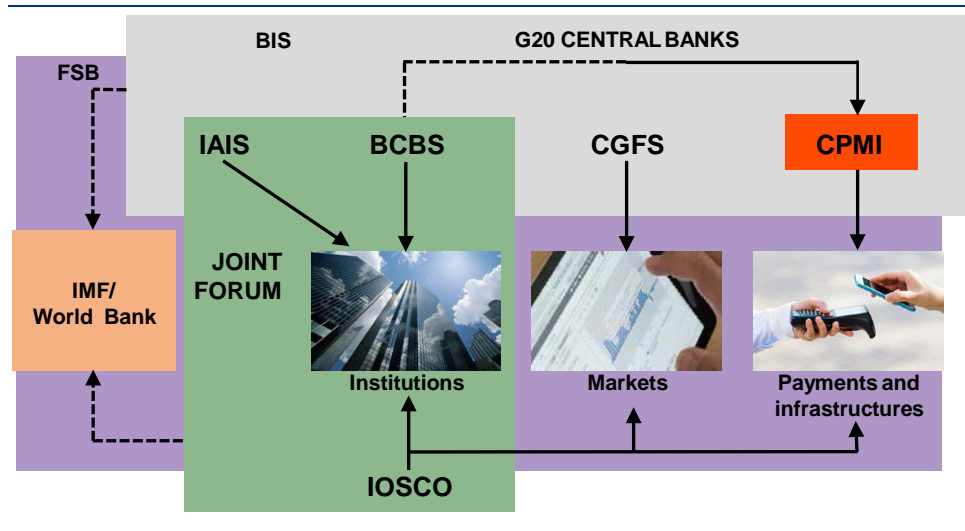 BIS
G20 CENTRAL BANKS
FSB
IAIS
BCBS
CGFS
CPMI
JOINT
FORUM
IMF/
World Bank
Institutions
Markets
Payments and
infrastructures
IOSCO